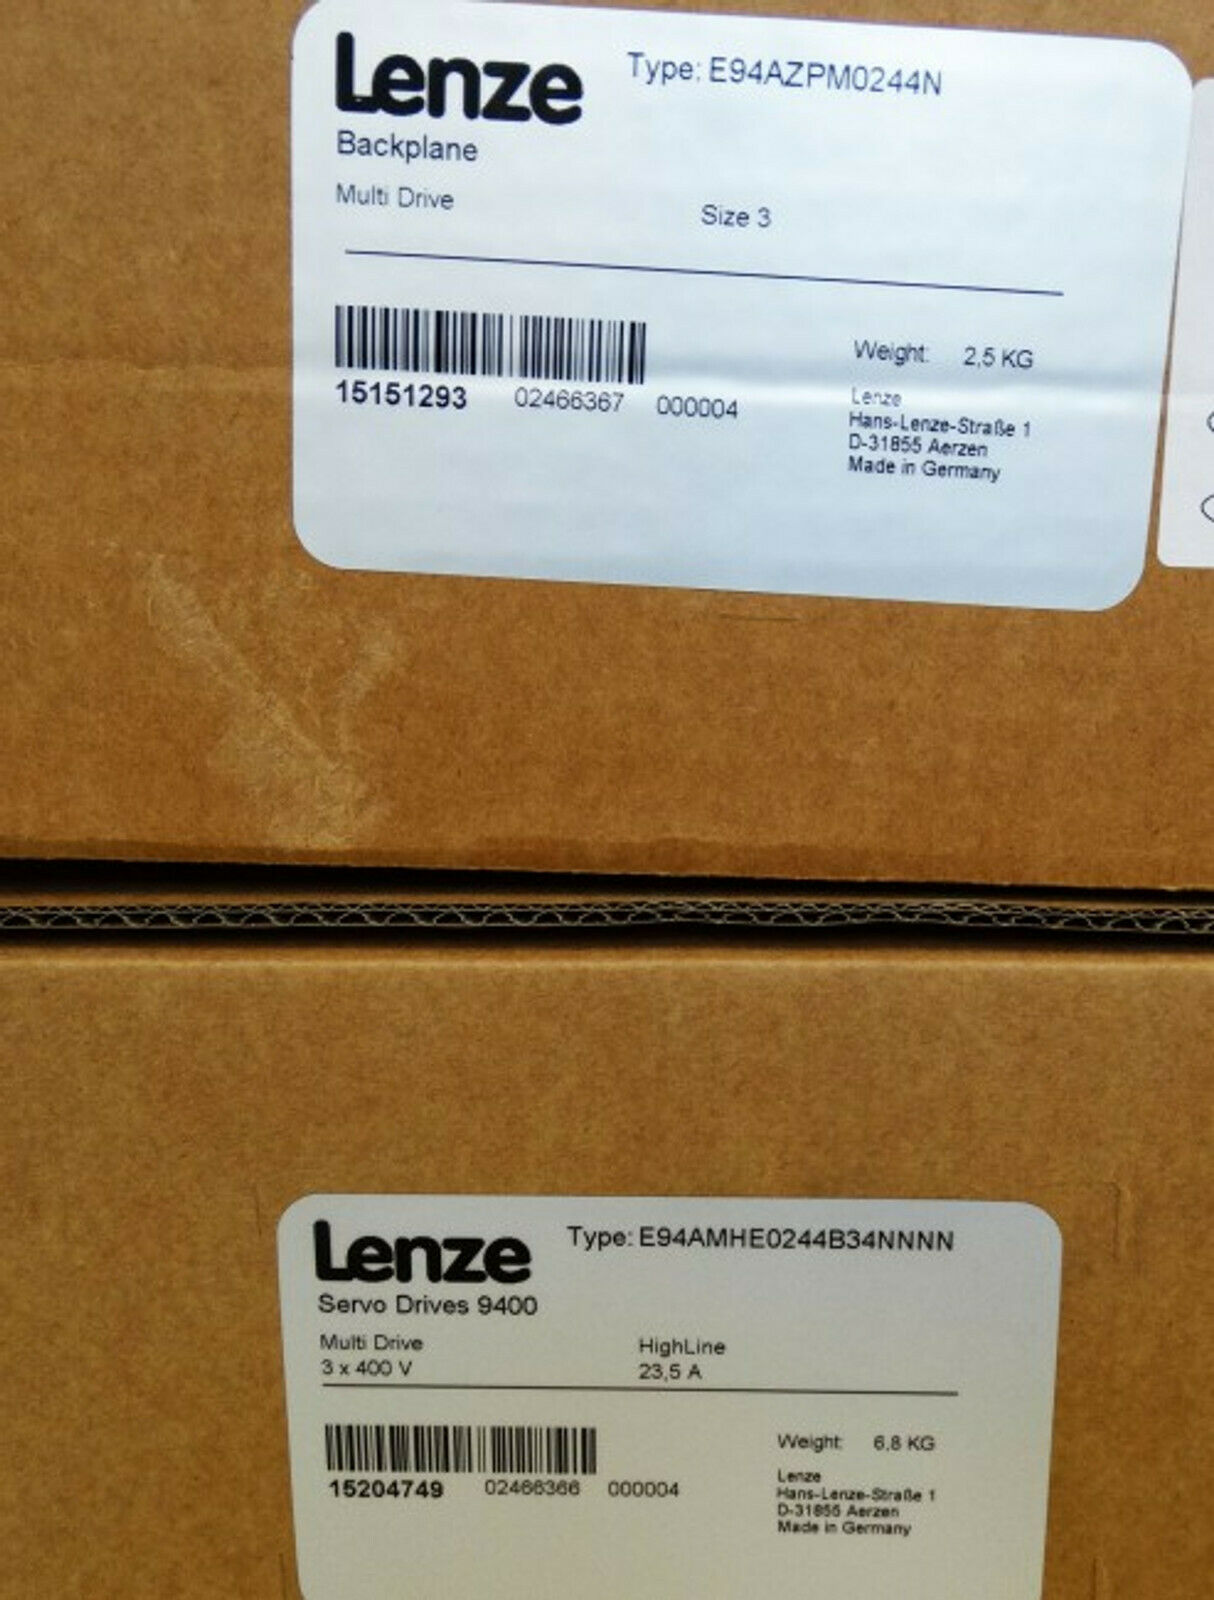 Lenze
Type: E94AZPM0244N
Backplane
Multi Drive
Size 3
Weight: 2,5 KG
15151293 02466367 000004
Lenze
Hans-Lenze-Straße 1
D-31855 Aerzen
Made in Germany
Lenze
Type: E94AMHE0244B34NNNN
Servo Drives 9400
Multi Drive HighLine
3 x 400 V 23,5 A
Weight: 6,8 KG
15204749 02466366 000004
Lenze
Hans-Lenze-Straße 1
D-31855 Aerzen
Made in Germany